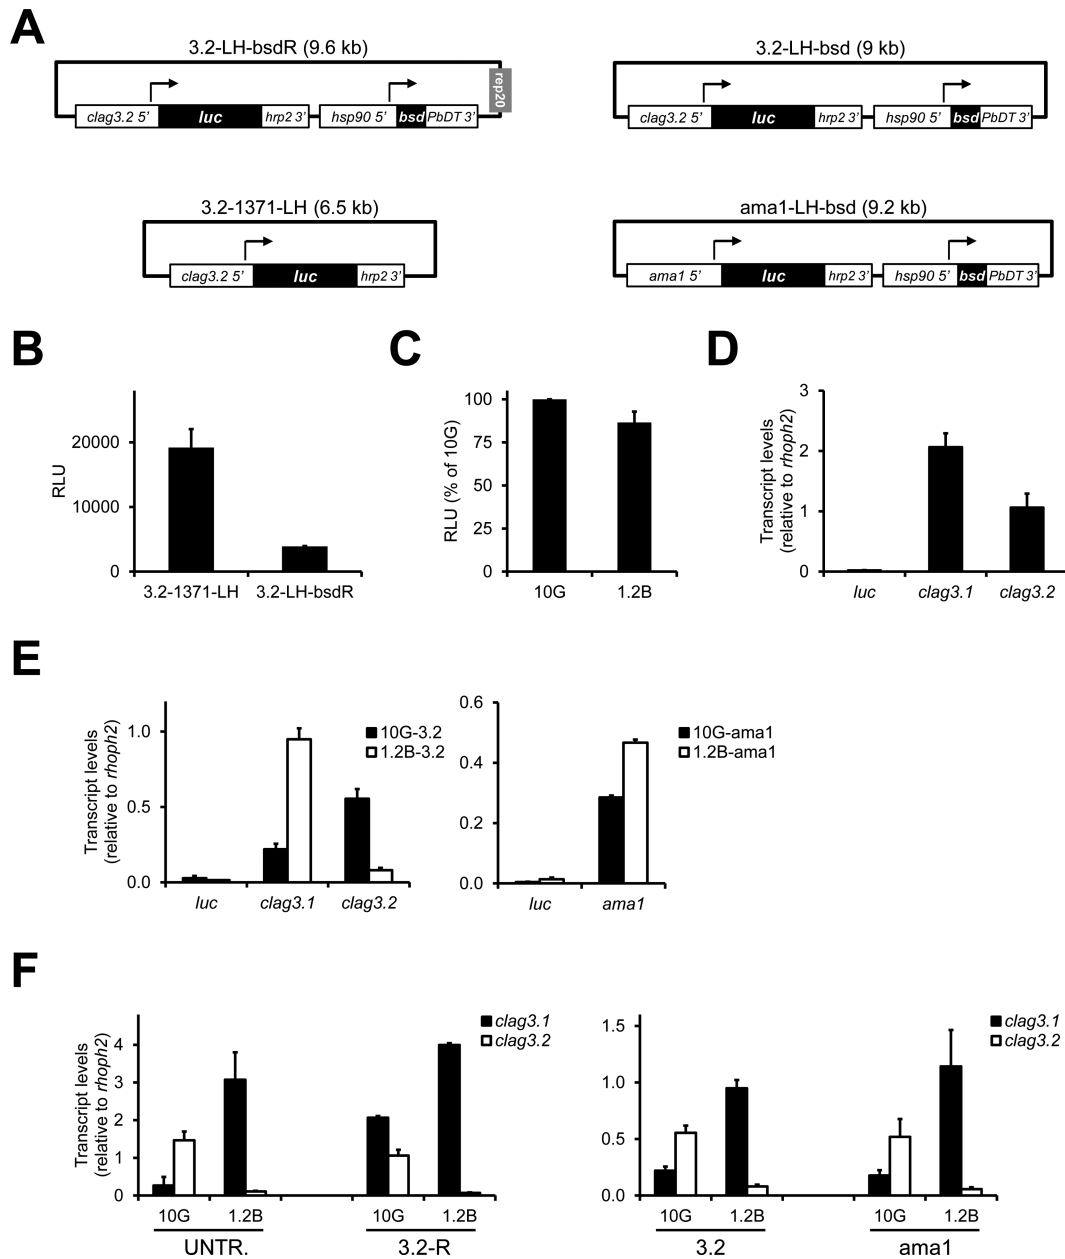 A
3.2-LH-bsdR (9.6 kb)
rep20
clag3.2 5’ luc hrp2 3’ hsp90 5’ bsd PbDT 3’
3.2-LH-bsd (9 kb)
clag3.2 5’ luc hrp2 3’ hsp90 5’ bsd PbDT 3’
3.2-1371-LH (6.5 kb)
clag3.2 5’ luc hrp2 3’
ama1-LH-bsd (9.2 kb)
ama1 5’ luc hrp2 3’ hsp90 5’ bsd PbDT 3’
B
RLU
20000
10000
0
3.2-1371-LH 3.2-LH-bsdR
C
RLU (% of 10G)
100
75
50
25
0
10G 1.2B
D
Transcript levels
(relative to rhoph2)
3
2
1
0
luc clag3.1 clag3.2
E
Transcript levels
(relative to rhoph2)
1.0
0.5
0.0
10G-3.2
1.2B-3.2
luc clag3.1 clag3.2
0.6
0.4
0.2
0.0
10G-ama1
1.2B-ama1
luc ama1
F
Transcript levels
(relative to rhoph2)
4
3
2
1
0
clag3.1
clag3.2
10G 1.2B 10G 1.2B
UNTR. 3.2-R
1.5
1.0
0.5
0.0
clag3.1
clag3.2
10G 1.2B 10G 1.2B
3.2 ama1